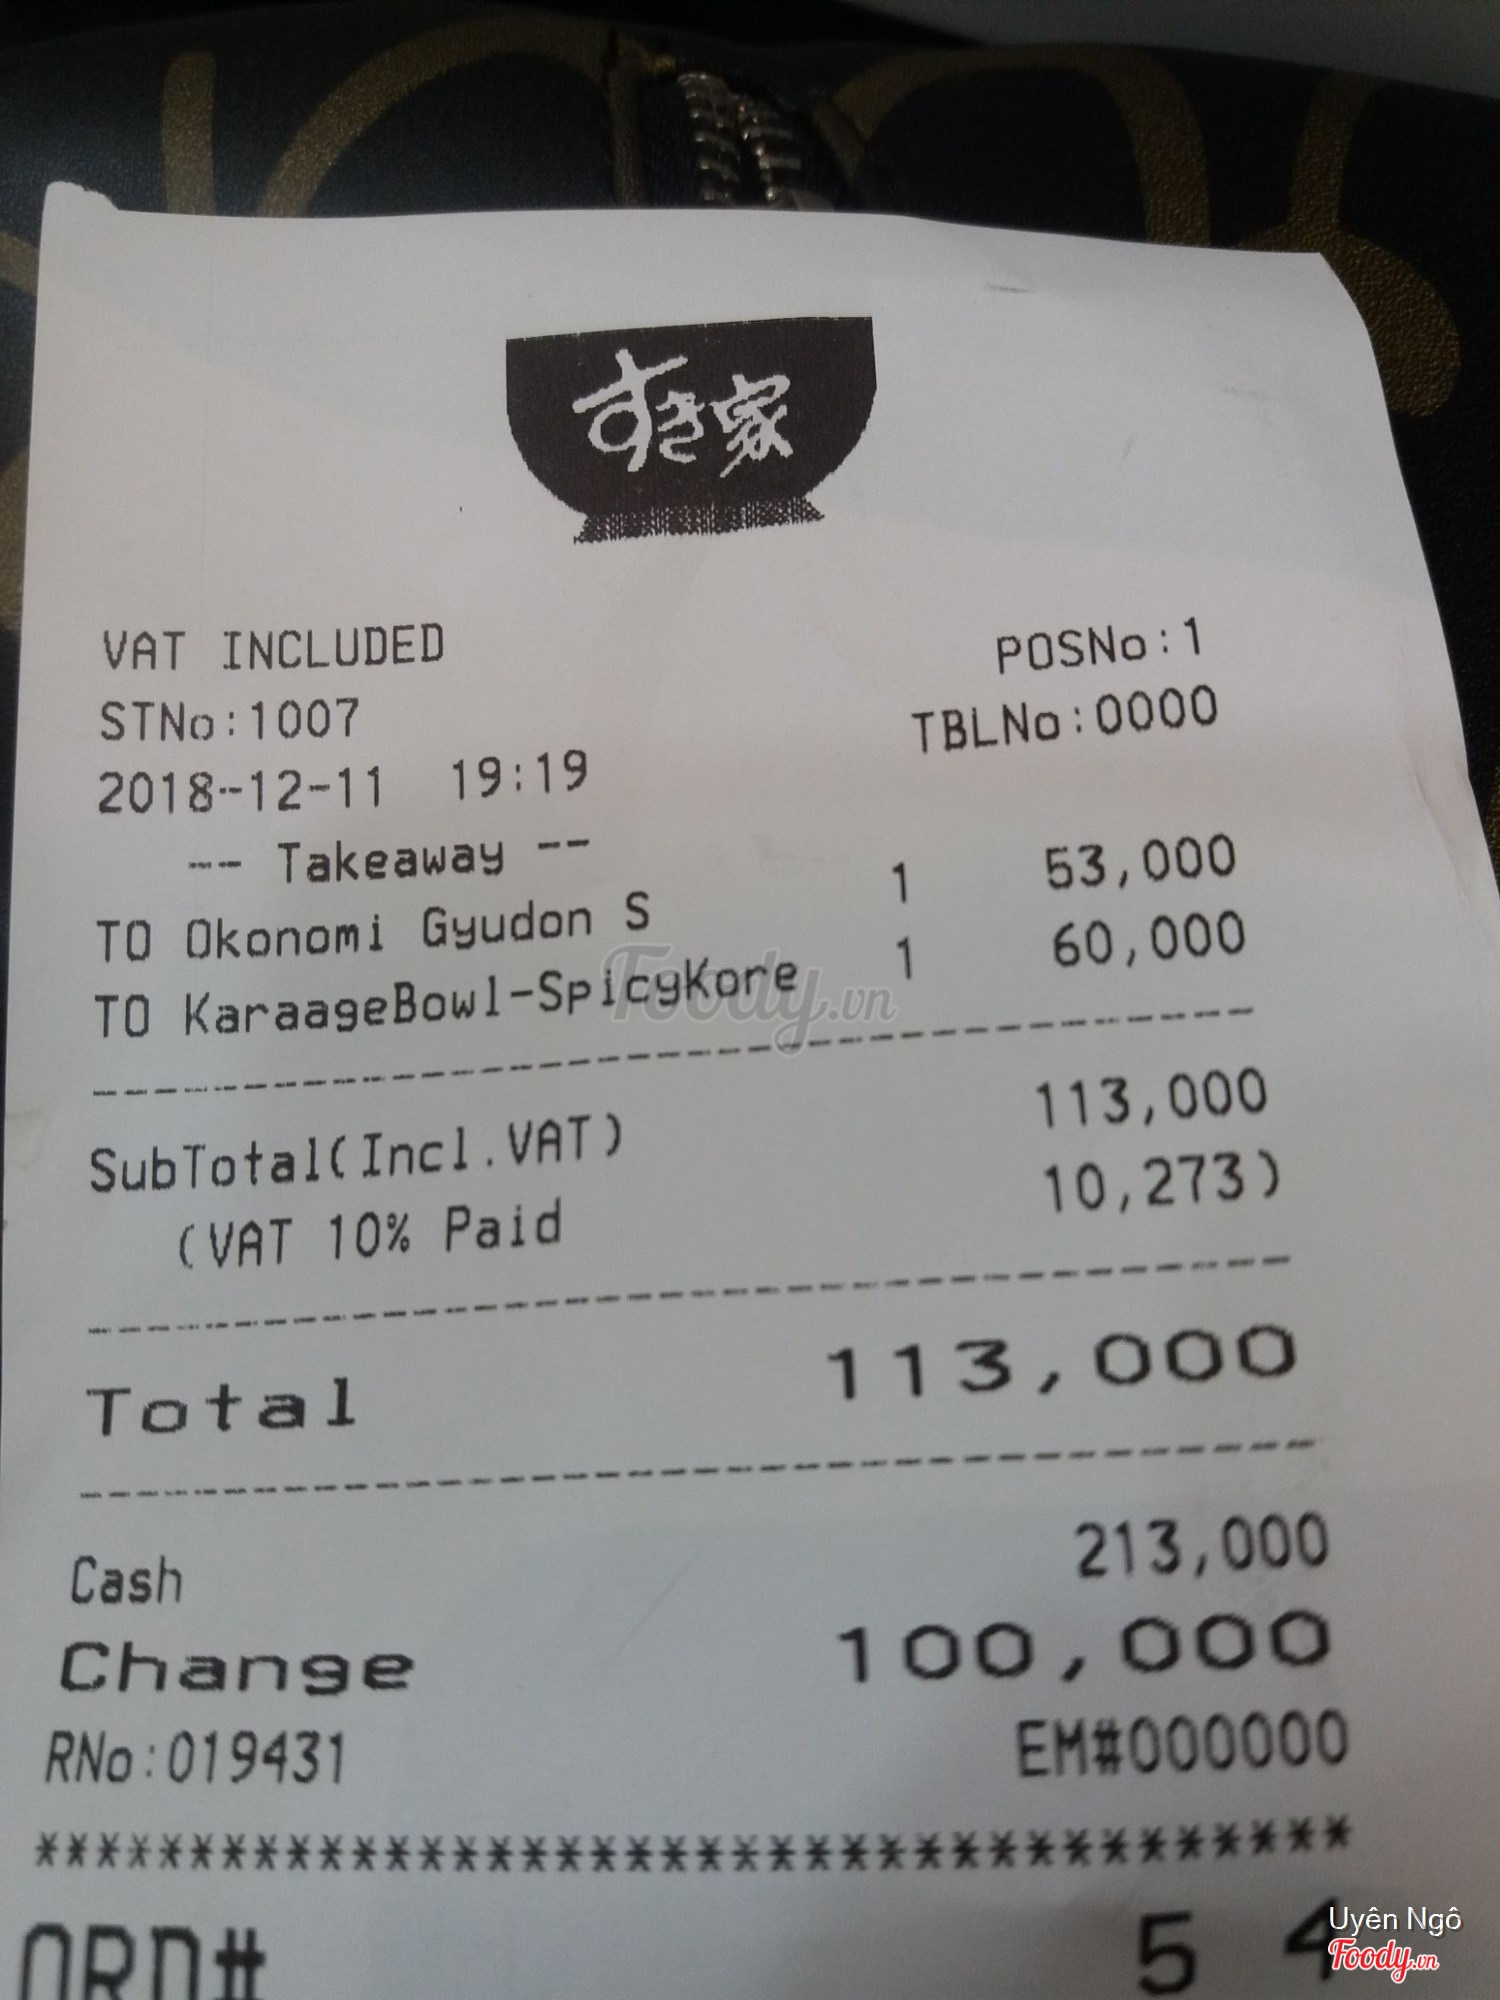 すき家
VAT INCLUDED POSNo:1
STNo:1007 TBLNo:0000
2018-12-11 19:19
-- Takeaway --
TO Okonomi Gyudon S 1 53,000
TO KaraageBowl-SpicyKore 1 60,000
Foody.vn
SubTotal(Incl.VAT) 113,000
(VAT 10% Paid 10,273)
Total 113,000
Cash 213,000
Change 100,000
RNo:019431 EM#000000
****************************************
ORD# 54
Uyên Ngô
Foody.vn